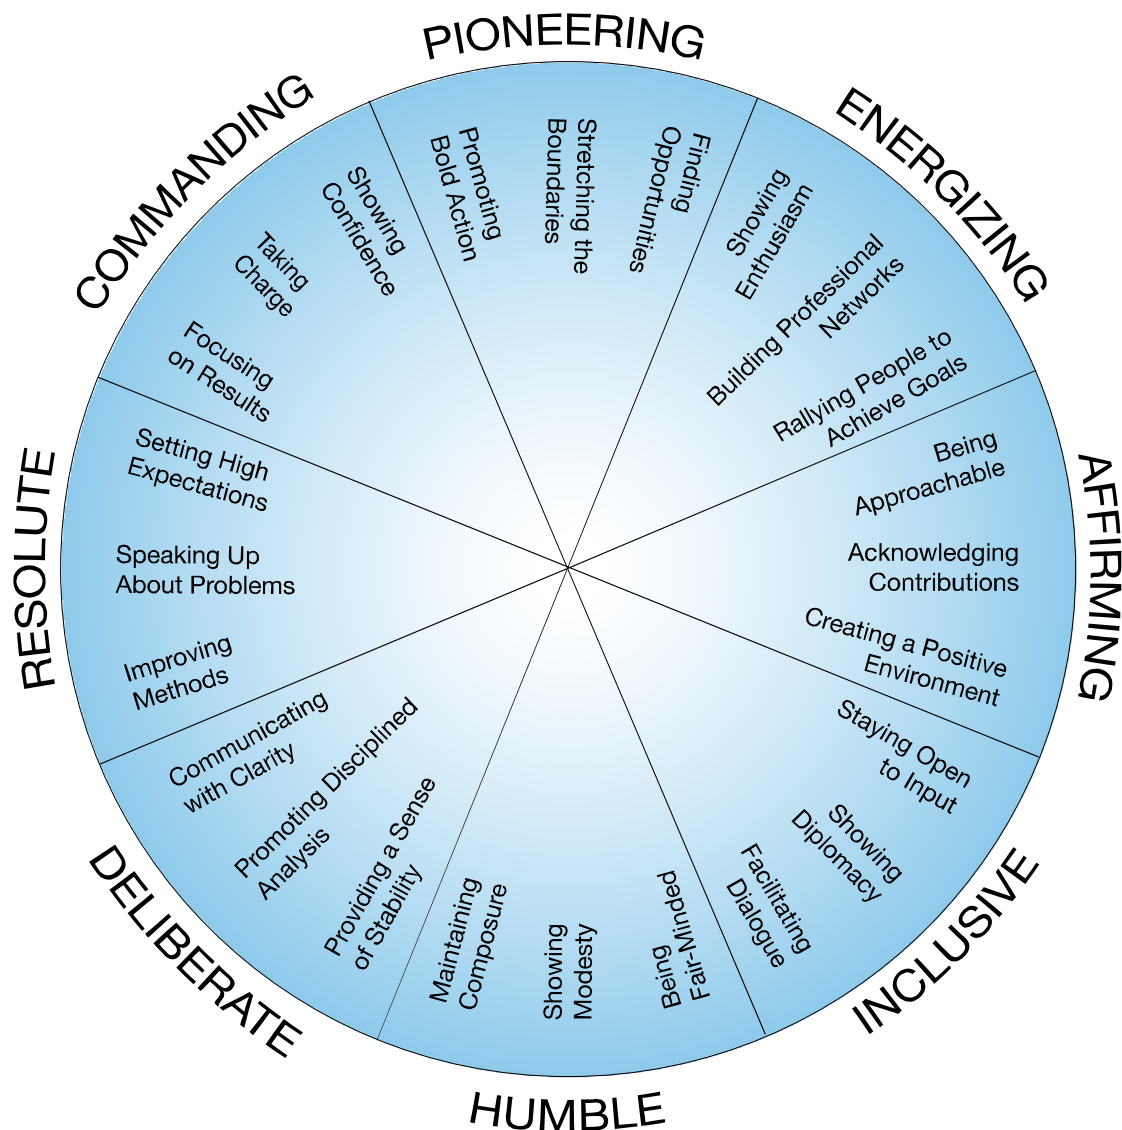 PIONEERING
Promoting
Bold Action
Stretching the
Boundaries
Finding
Opportunities
ENERGIZING
Showing
Enthusiasm
Building Professional
Networks
Rallying People to
Achieve Goals
AFFIRMING
Being
Approachable
Acknowledging
Contributions
Creating a Positive
Environment
INCLUSIVE
Staying Open
to Input
Showing
Diplomacy
Facilitating
Dialogue
HUMBLE
Being
Fair-Minded
Showing
Modesty
Maintaining
Composure
DELIBERATE
Providing a Sense
of Stability
Promoting Disciplined
Analysis
Communicating
with Clarity
RESOLUTE
Improving
Methods
Speaking Up
About Problems
Setting High
Expectations
COMMANDING
Focusing
on Results
Taking
Charge
Showing
Confidence